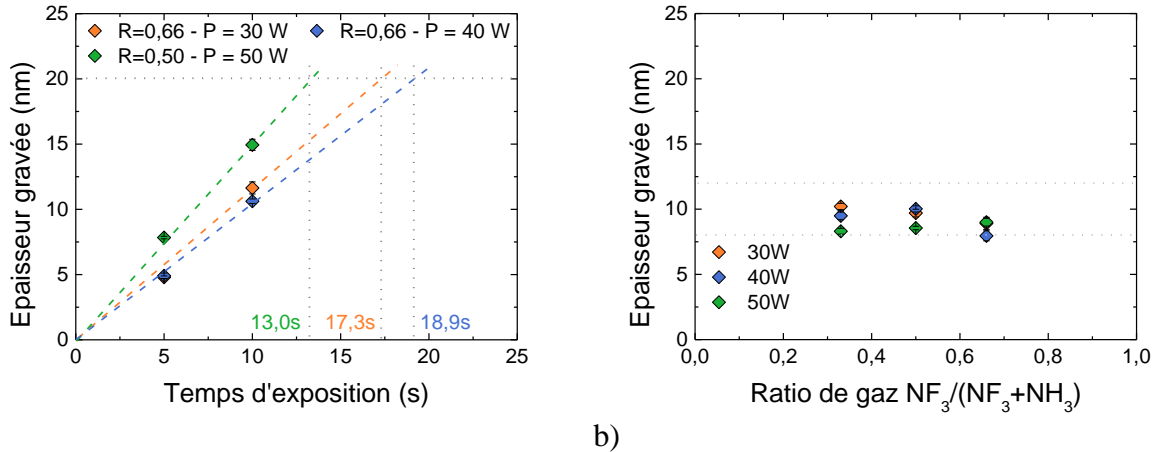 R=0,66 - P = 30 W
R=0,66 - P = 40 W
R=0,50 - P = 50 W
Epaisseur gravée (nm)
25
20
15
10
5
0
13,0s
17,3s
18,9s
0
5
10
15
20
25
Temps d'exposition (s)
Epaisseur gravée (nm)
25
20
15
10
5
0
30W
40W
50W
0,0
0,2
0,4
0,6
0,8
1,0
Ratio de gaz NF₃/(NF₃+NH₃)
b)